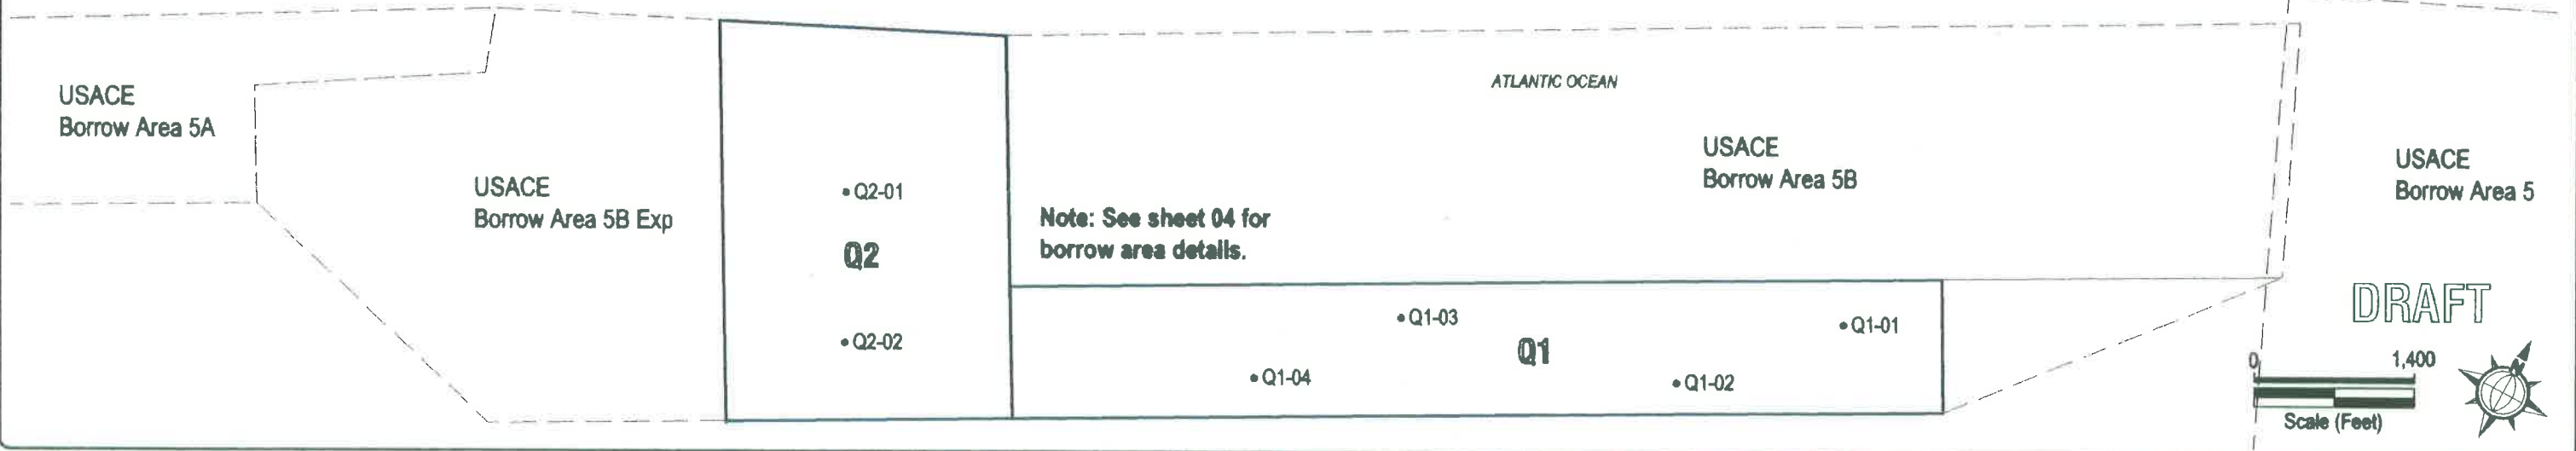 USACE
Borrow Area 5A
USACE
Borrow Area 5B Exp
Q2-01
Q2
Q2-02
Note: See sheet 04 for
borrow area details.
ATLANTIC OCEAN
USACE
Borrow Area 5B
Q1-03
Q1-01
Q1
Q1-04
Q1-02
USACE
Borrow Area 5
DRAFT
0 1,400
Scale (Feet)
N